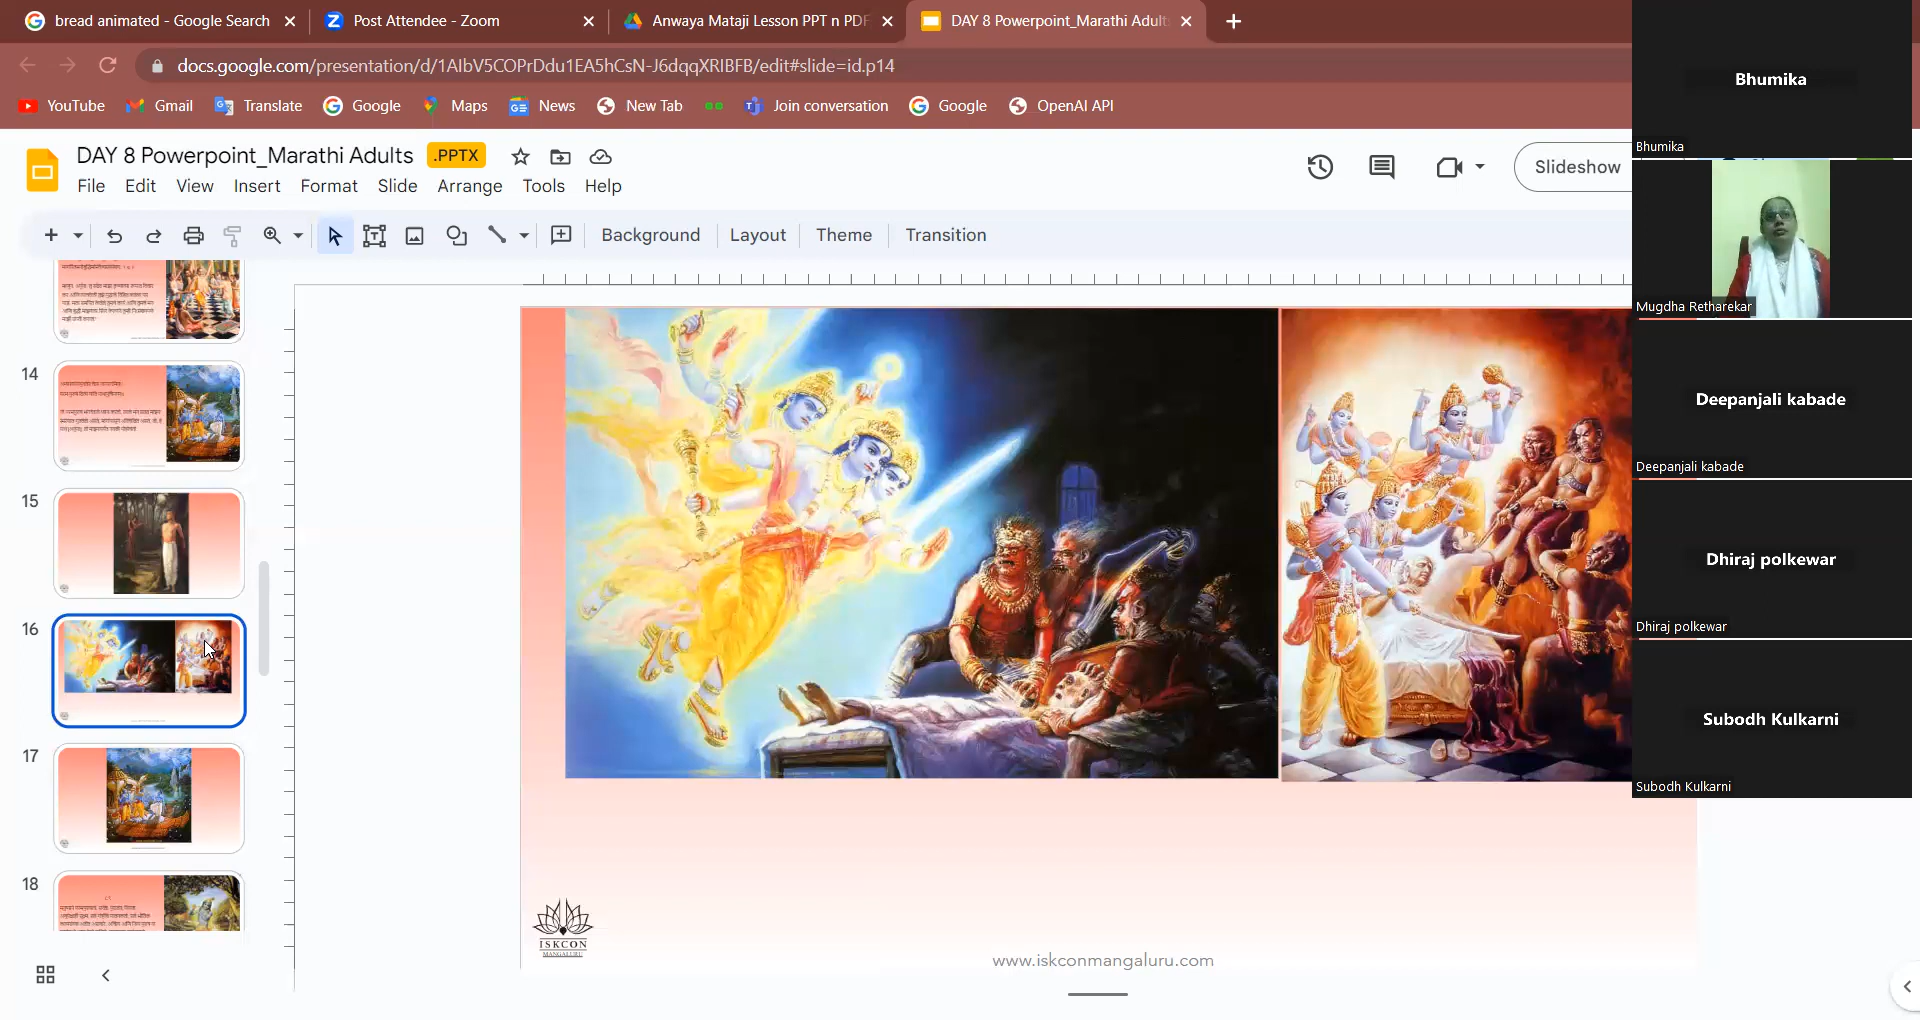 bread animated - Google Search
Post Attendee - Zoom
Anwaya Mataji Lesson PPT n PDF
DAY 8 Powerpoint_Marathi Adult
docs.google.com/presentation/d/1AIbV5COPrDdu1EA5hCsN-J6dqqXRIBFB/edit#slide=id.p14
YouTube
Gmail
Translate
Google
Maps
News
New Tab
Join conversation
Google
OpenAI API
DAY 8 Powerpoint_Marathi Adults
.PPTX
File Edit View Insert Format Slide Arrange Tools Help
Slideshow
Background Layout Theme Transition
14
15
16
17
18
ISKCON
MANGALURU
www.iskconmangaluru.com
Bhumika
Bhumika
Mugdha Retharekar
Deepanjali kabade
Deepanjali kabade
Dhiraj polkewar
Dhiraj polkewar
Subodh Kulkarni
Subodh Kulkarni